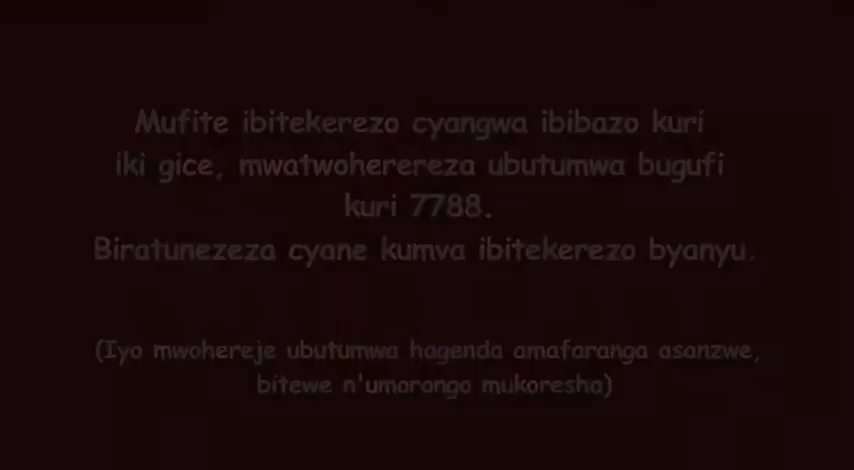 Mufite ibitekerezo cyangwa ibibazo kuri
iki gice, mwatwoherereza ubutumwa bugufi
kuri 7788.
Biratunezeza cyane kumva ibitekerezo byanyu.
(Iyo mwohereje ubutumwa hagenda amafaranga asanzwe,
bitewe n'umurongo mukoresha)